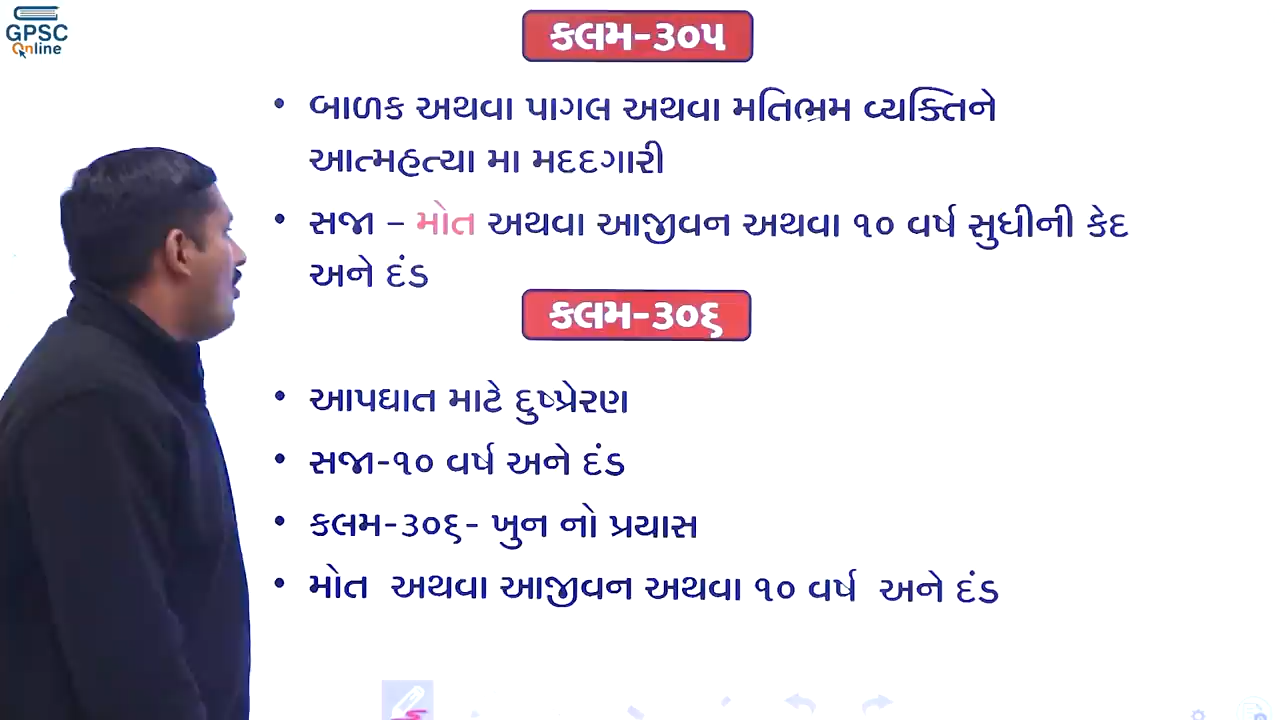 GPSC
Online
કલમ-૩૦૫
• બાળક અથવા પાગલ અથવા મતિભ્રમ વ્યક્તિને
આત્મહત્યા મા મદદગારી
• સજા – મોત અથવા આજીવન અથવા ૧૦ વર્ષ સુધીની કેદ
અને દંડ
કલમ-૩૦૬
• આપઘાત માટે દુષ્પ્રેરણ
• સજા-૧૦ વર્ષ અને દંડ
• કલમ-૩૦૬- ખુન નો પ્રયાસ
• મોત અથવા આજીવન અથવા ૧૦ વર્ષ અને દંડ